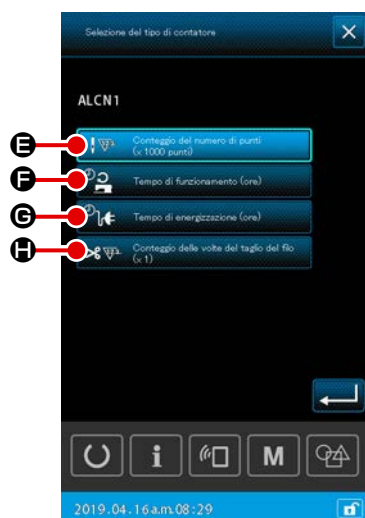 Selezione del tipo di contatore
ALCN1
E
Conteggio del numero di punti
(x 1000 punti)
F
Tempo di funzionamento (ore)
G
Tempo di energizzazione (ore)
H
Conteggio delle volte del taglio del filo
(x 1)
i
M
2019.04.16a.m.08:29